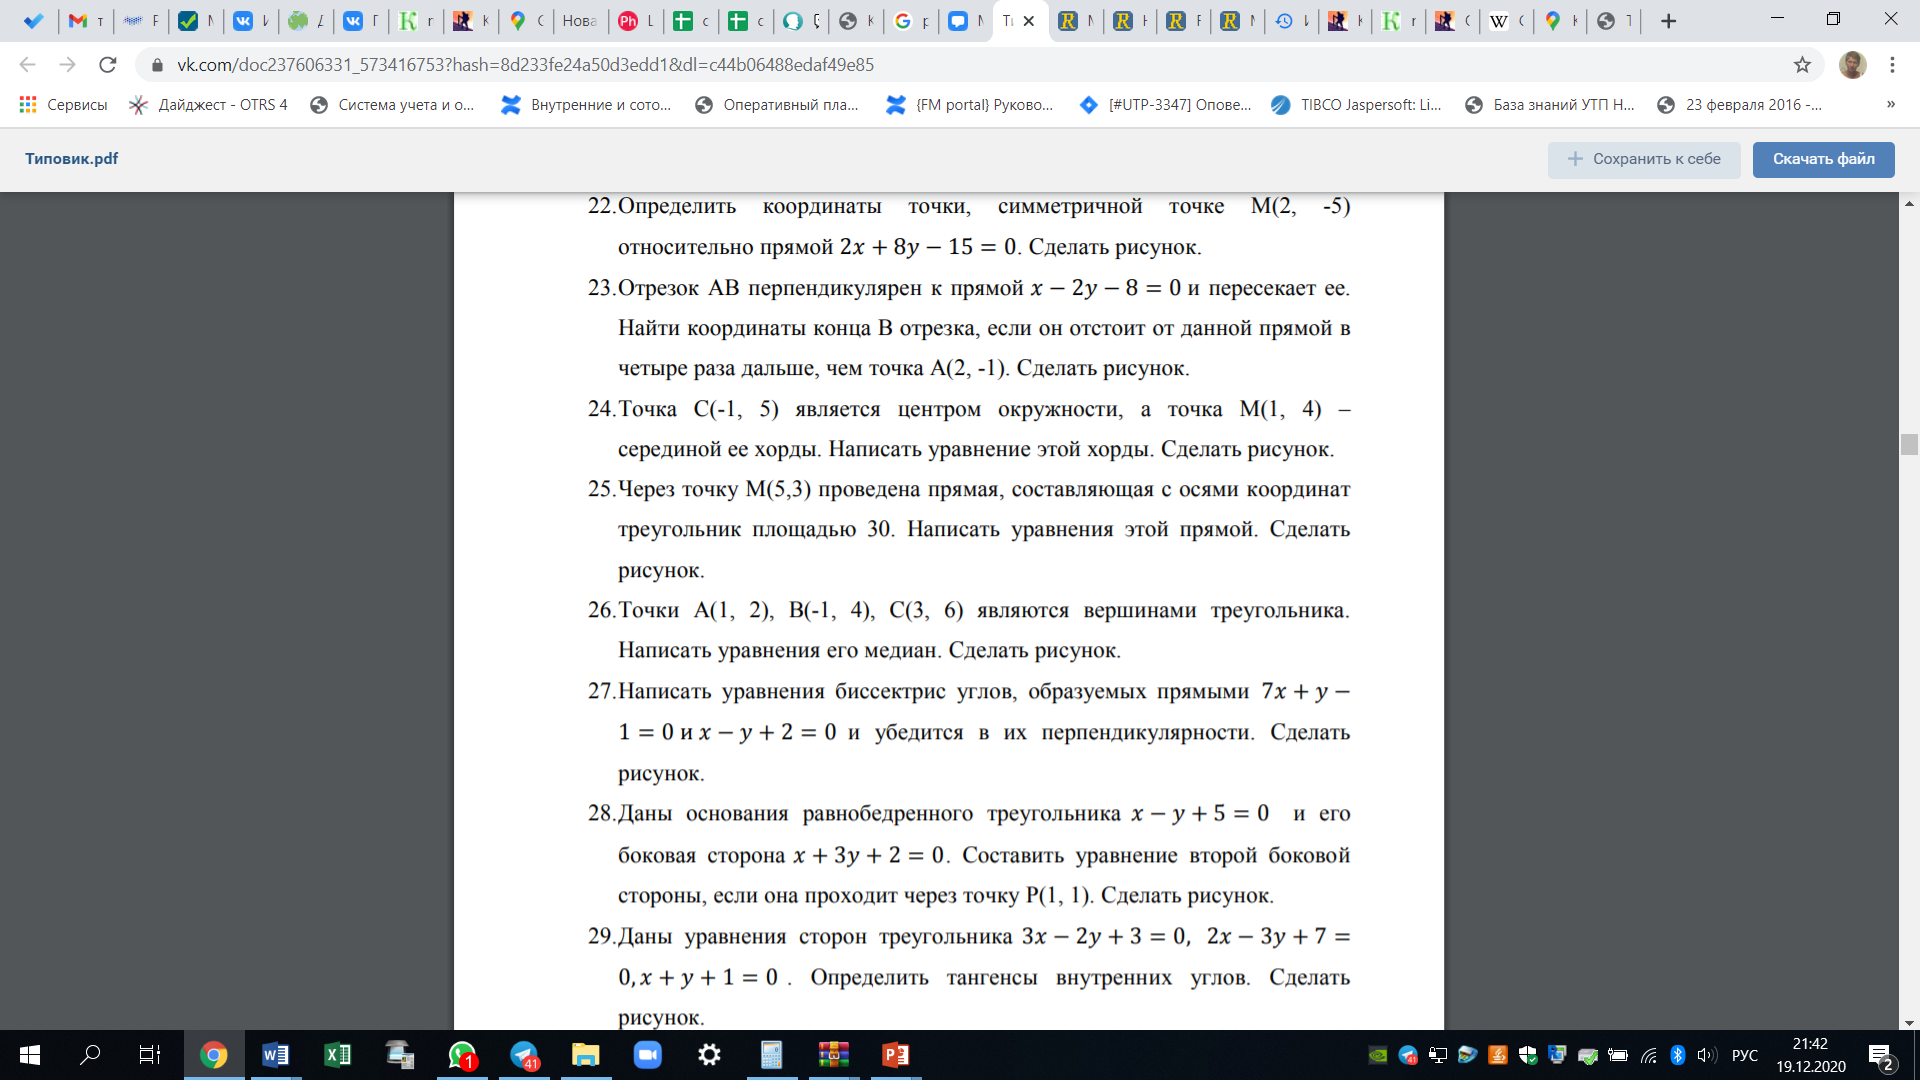 Нова
vk.com/doc237606331_573416753?hash=8d233fe24a50d3edd1&dl=c44b06488edaf49e85
Сервисы Дайджест - OTRS 4 Система учета и о... Внутренние и сото... Оперативный пла... {FM portal} Руково... [#UTP-3347] Опове... TIBCO Jaspersoft: Li... База знаний УТП Н... 23 февраля 2016 -... »
Типовик.pdf
Сохранить к себе
Скачать файл
22.Определить координаты точки, симметричной точке М(2, -5)
относительно прямой 2x + 8y − 15 = 0. Сделать рисунок.
23.Отрезок АВ перпендикулярен к прямой x − 2y − 8 = 0 и пересекает ее.
Найти координаты конца В отрезка, если он отстоит от данной прямой в
четыре раза дальше, чем точка А(2, -1). Сделать рисунок.
24.Точка С(-1, 5) является центром окружности, а точка М(1, 4) –
серединой ее хорды. Написать уравнение этой хорды. Сделать рисунок.
25.Через точку М(5,3) проведена прямая, составляющая с осями координат
треугольник площадью 30. Написать уравнения этой прямой. Сделать
рисунок.
26.Точки А(1, 2), В(-1, 4), С(3, 6) являются вершинами треугольника.
Написать уравнения его медиан. Сделать рисунок.
27.Написать уравнения биссектрис углов, образуемых прямыми 7x + y −
1 = 0 и x − y + 2 = 0 и убедится в их перпендикулярности. Сделать
рисунок.
28.Даны основания равнобедренного треугольника x − y + 5 = 0 и его
боковая сторона x + 3y + 2 = 0. Составить уравнение второй боковой
стороны, если она проходит через точку Р(1, 1). Сделать рисунок.
29.Даны уравнения сторон треугольника 3x − 2y + 3 = 0, 2x − 3y + 7 =
0, x + y + 1 = 0 . Определить тангенсы внутренних углов. Сделать
рисунок.
РУС
21:42
19.12.2020